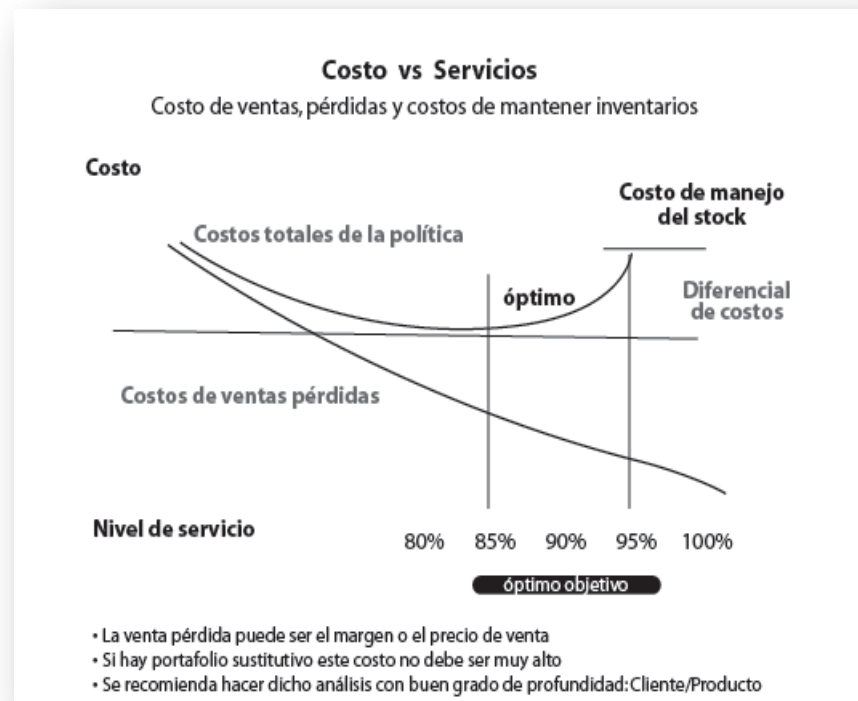 Costo vs Servicios
Costo de ventas, pérdidas y costos de mantener inventarios
Costo
Costo de manejo
del stock
Costos totales de la política
óptimo
Diferencial
de costos
Costos de ventas pérdidas
Nivel de servicio
80% 85% 90% 95% 100%
óptimo objetivo
• La venta pérdida puede ser el margen o el precio de venta
• Si hay portafolio sustitutivo este costo no debe ser muy alto
• Se recomienda hacer dicho análisis con buen grado de profundidad: Cliente/Producto